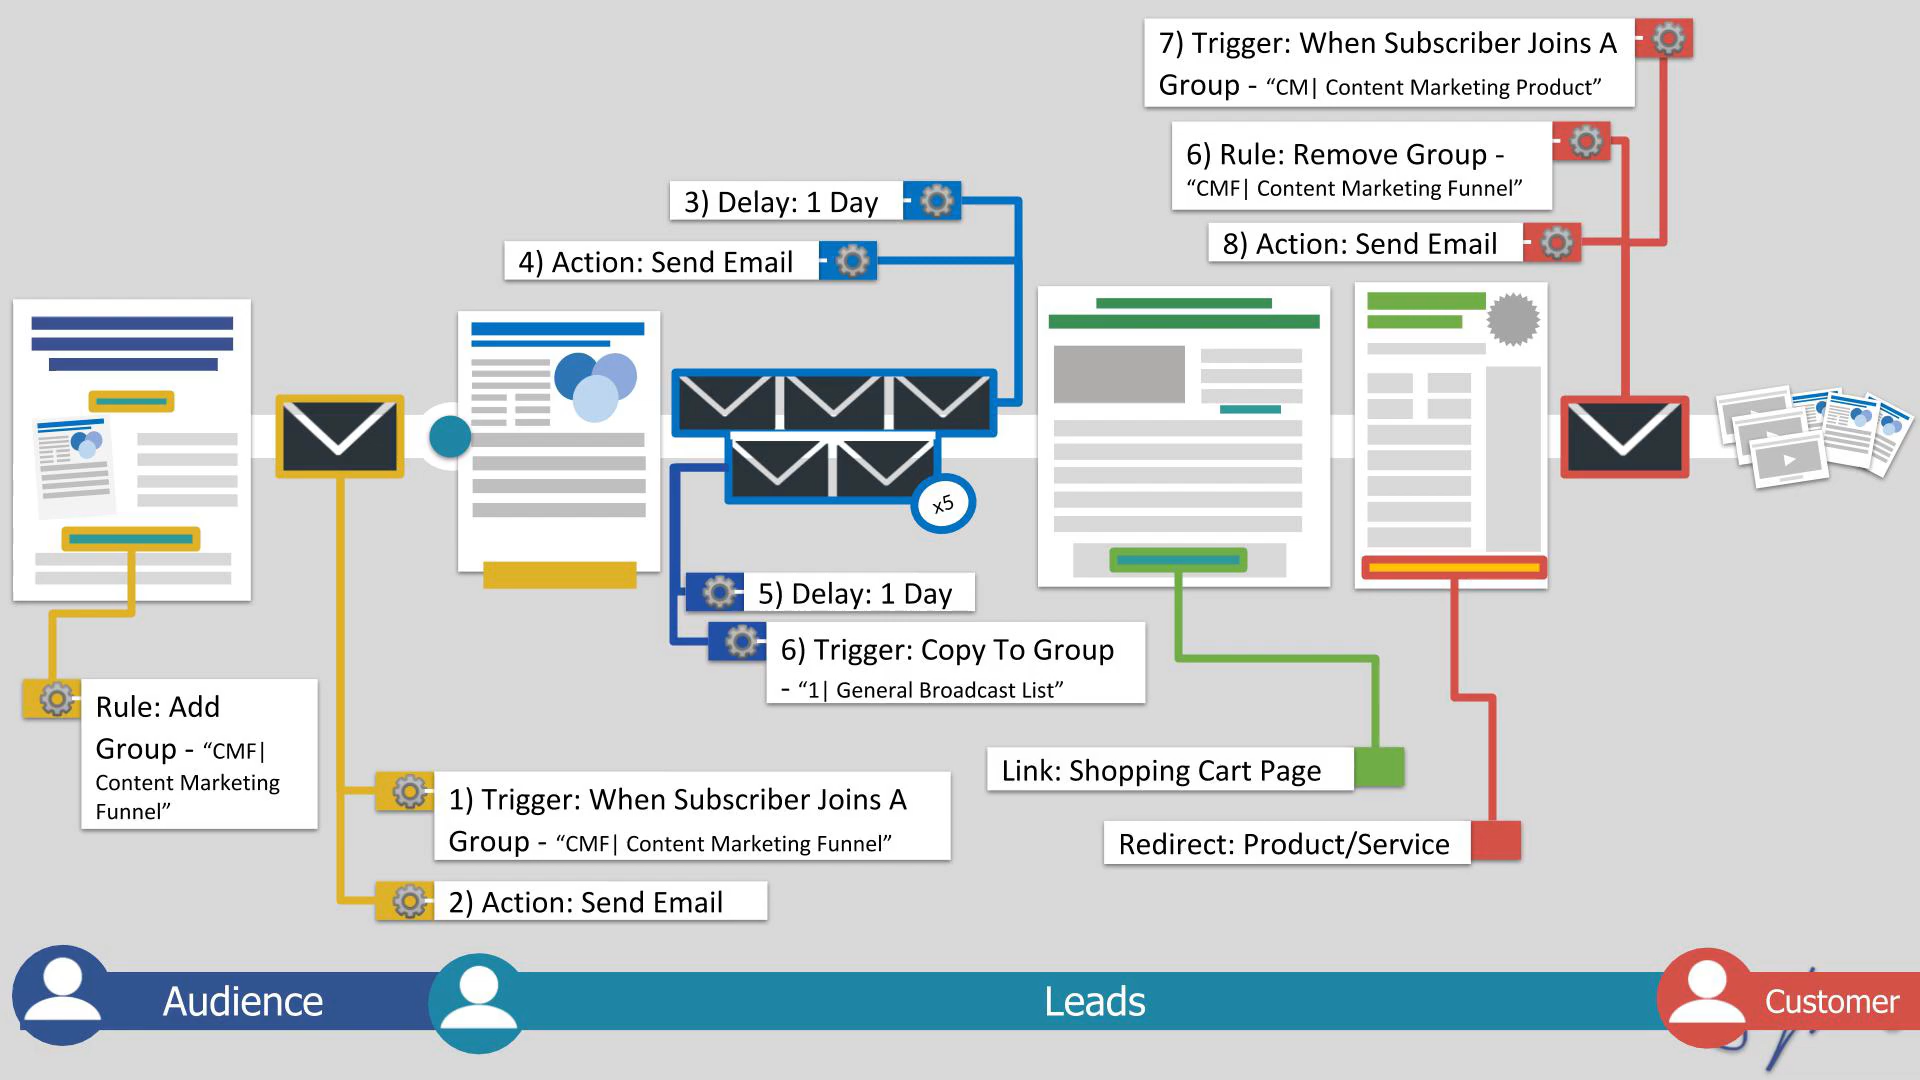 7) Trigger: When Subscriber Joins A
Group - “CM| Content Marketing Product”
6) Rule: Remove Group -
“CMF| Content Marketing Funnel”
3) Delay: 1 Day
8) Action: Send Email
4) Action: Send Email
x5
5) Delay: 1 Day
6) Trigger: Copy To Group
- “1| General Broadcast List”
Rule: Add
Group - “CMF|
Content Marketing
Funnel”
Link: Shopping Cart Page
1) Trigger: When Subscriber Joins A
Group - “CMF| Content Marketing Funnel”
Redirect: Product/Service
2) Action: Send Email
Audience
Leads
Customer